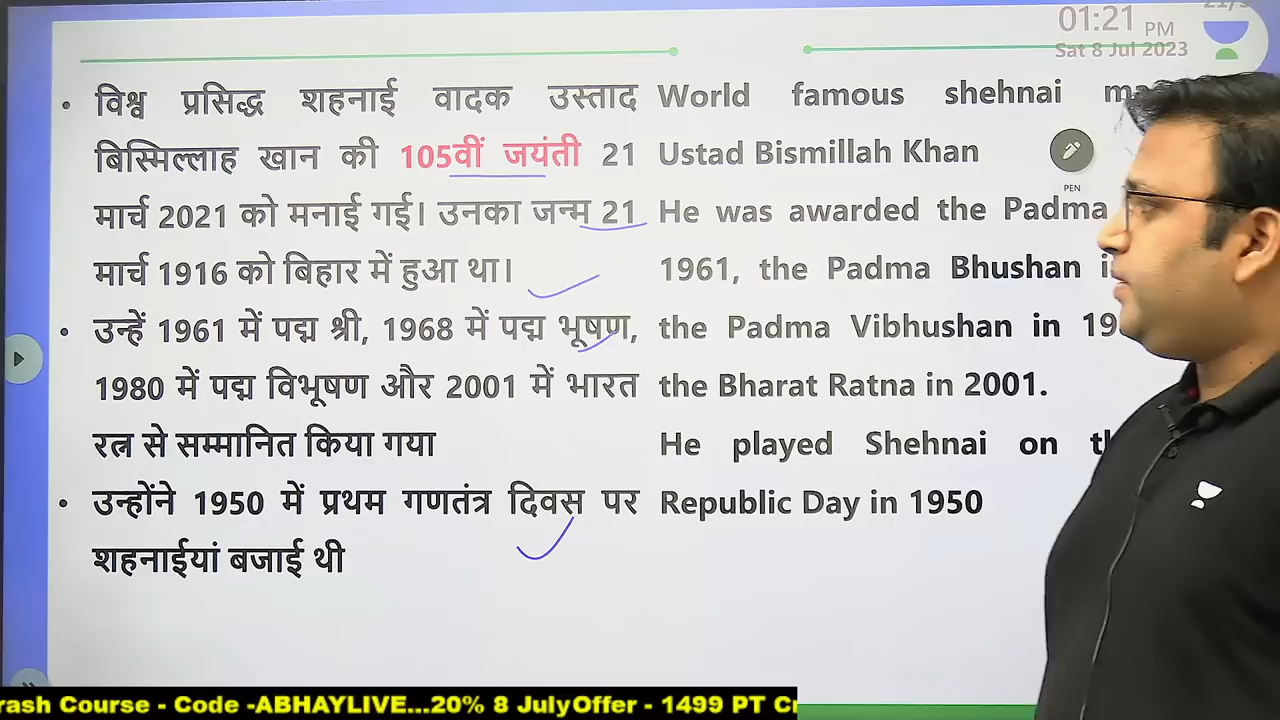 01:21 PM
Sat 8 Jul 2023
• विश्व प्रसिद्ध शहनाई वादक उस्ताद
बिस्मिल्लाह खान की 105वीं जयंती 21
मार्च 2021 को मनाई गई। उनका जन्म 21
मार्च 1916 को बिहार में हुआ था।
• उन्हें 1961 में पद्म श्री, 1968 में पद्म भूषण,
1980 में पद्म विभूषण और 2001 में भारत
रत्न से सम्मानित किया गया
• उन्होंने 1950 में प्रथम गणतंत्र दिवस पर
शहनाईयां बजाई थी
World famous shehnai
Ustad Bismillah Khan
He was awarded the Padma
1961, the Padma Bhushan
the Padma Vibhushan in
the Bharat Ratna in 2001.
He played Shehnai on
Republic Day in 1950
PEN
rash Course - Code -ABHAYLIVE...20% 8 JulyOffer - 1499 PT